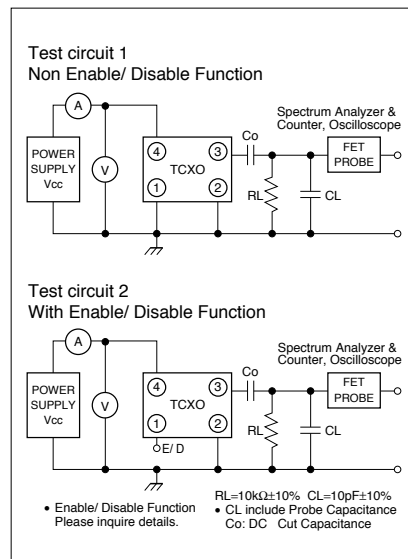 Test circuit 1
Non Enable/ Disable Function
A
POWER
SUPPLY
Vcc
V
4
3
TCXO
1
2
Co
RL
CL
Spectrum Analyzer &
Counter, Oscilloscope
FET
PROBE
Test circuit 2
With Enable/ Disable Function
A
POWER
SUPPLY
Vcc
V
4
3
TCXO
1
2
E/ D
Co
RL
CL
Spectrum Analyzer &
Counter, Oscilloscope
FET
PROBE
• Enable/ Disable Function
Please inquire details.
RL=10kΩ±10% CL=10pF±10%
• CL include Probe Capacitance
Co: DC Cut Capacitance